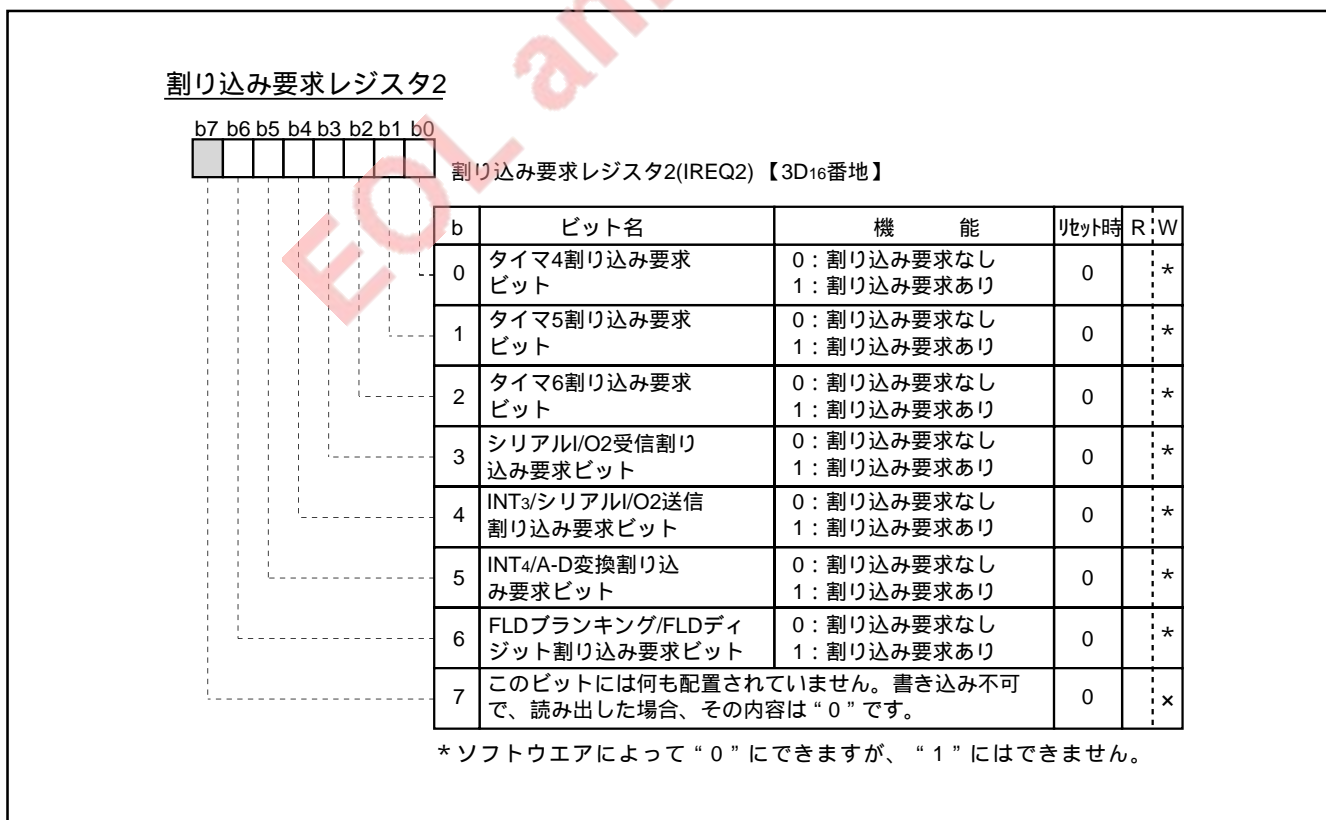 割り込み要求レジスタ2
b7 b6 b5 b4 b3 b2 b1 b0
割り込み要求レジスタ2(IREQ2)【3D16番地】
b ビット名 機 能 リセット時 R W
0 タイマ4割り込み要求 0：割り込み要求なし 0 *
ビット 1：割り込み要求あり
1 タイマ5割り込み要求 0：割り込み要求なし 0 *
ビット 1：割り込み要求あり
2 タイマ6割り込み要求 0：割り込み要求なし 0 *
ビット 1：割り込み要求あり
3 シリアルI/O2受信割り 0：割り込み要求なし 0 *
込み要求ビット 1：割り込み要求あり
4 INT3/シリアルI/O2送信 0：割り込み要求なし 0 *
割り込み要求ビット 1：割り込み要求あり
5 INT4/A-D変換割り込 0：割り込み要求なし 0 *
み要求ビット 1：割り込み要求あり
6 FLDブランキング/FLDディ 0：割り込み要求なし 0 *
ジット割り込み要求ビット 1：割り込み要求あり
7 このビットには何も配置されていません。書き込み不可 0 ×
で、読み出した場合、その内容は“0”です。
*ソフトウエアによって“0”にできますが、“1”にはできません。
EOL an